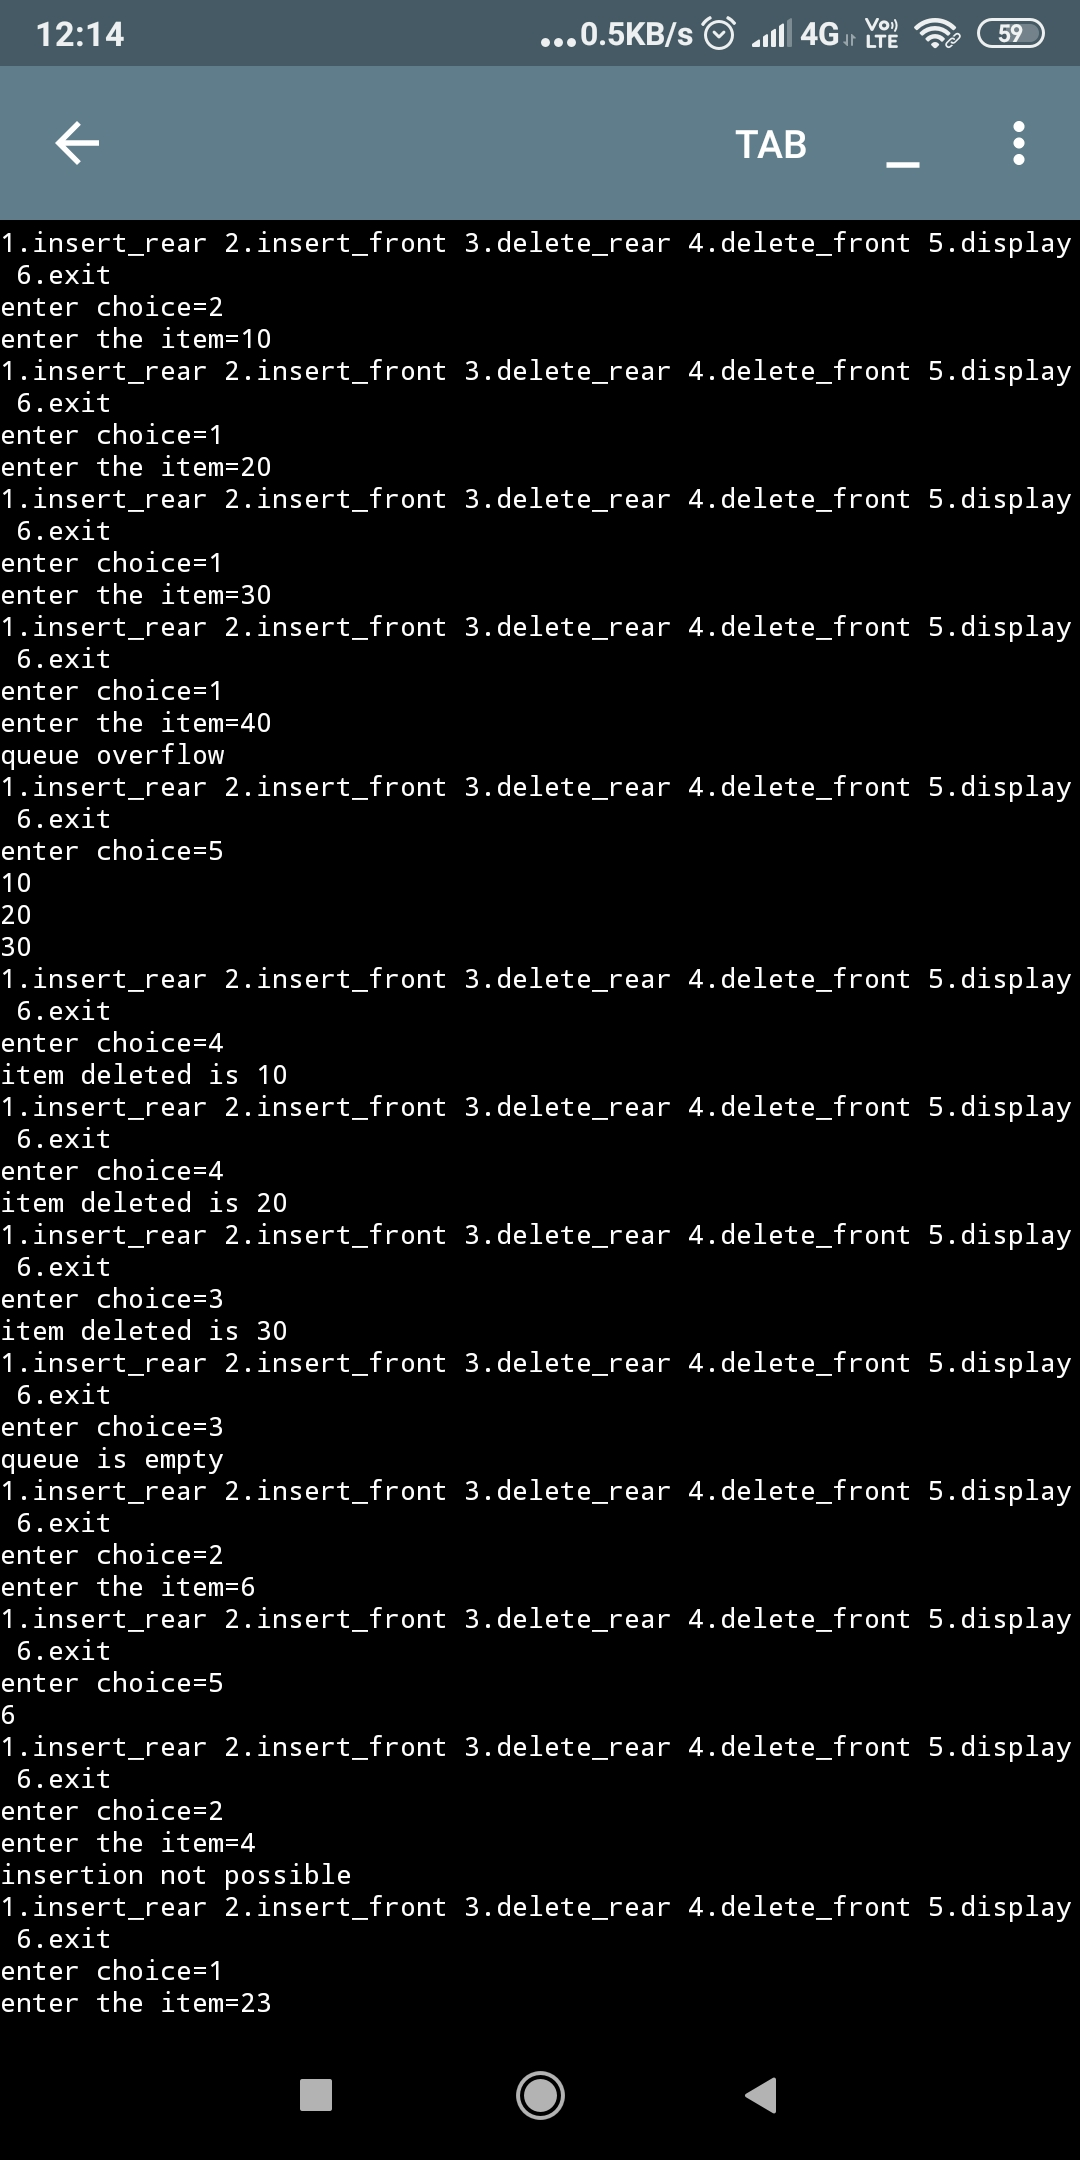 12:14 ...0.5KB/s 4G Vo)) LTE 59
TAB _
1.insert_rear 2.insert_front 3.delete_rear 4.delete_front 5.display
 6.exit
enter choice=2
enter the item=10
1.insert_rear 2.insert_front 3.delete_rear 4.delete_front 5.display
 6.exit
enter choice=1
enter the item=20
1.insert_rear 2.insert_front 3.delete_rear 4.delete_front 5.display
 6.exit
enter choice=1
enter the item=30
1.insert_rear 2.insert_front 3.delete_rear 4.delete_front 5.display
 6.exit
enter choice=1
enter the item=40
queue overflow
1.insert_rear 2.insert_front 3.delete_rear 4.delete_front 5.display
 6.exit
enter choice=5
10
20
30
1.insert_rear 2.insert_front 3.delete_rear 4.delete_front 5.display
 6.exit
enter choice=4
item deleted is 10
1.insert_rear 2.insert_front 3.delete_rear 4.delete_front 5.display
 6.exit
enter choice=4
item deleted is 20
1.insert_rear 2.insert_front 3.delete_rear 4.delete_front 5.display
 6.exit
enter choice=3
item deleted is 30
1.insert_rear 2.insert_front 3.delete_rear 4.delete_front 5.display
 6.exit
enter choice=3
queue is empty
1.insert_rear 2.insert_front 3.delete_rear 4.delete_front 5.display
 6.exit
enter choice=2
enter the item=6
1.insert_rear 2.insert_front 3.delete_rear 4.delete_front 5.display
 6.exit
enter choice=5
6
1.insert_rear 2.insert_front 3.delete_rear 4.delete_front 5.display
 6.exit
enter choice=2
enter the item=4
insertion not possible
1.insert_rear 2.insert_front 3.delete_rear 4.delete_front 5.display
 6.exit
enter choice=1
enter the item=23